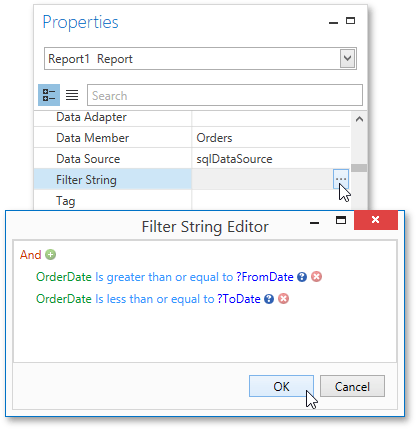 Properties
Report1 Report
Search
Data Adapter
Data Member Orders
Data Source sqlDataSource
Filter String ...
Tag
Filter String Editor
And
OrderDate Is greater than or equal to ?FromDate
OrderDate Is less than or equal to ?ToDate
OK Cancel